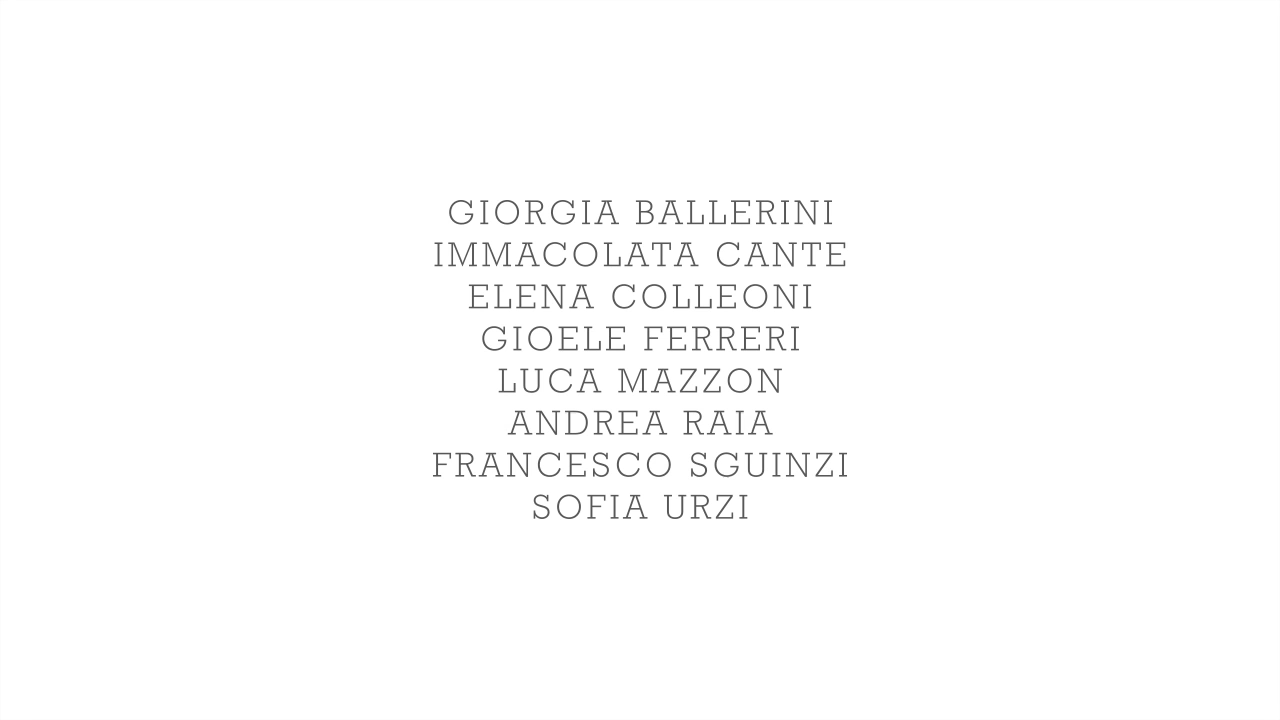 GIORGIA BALLERINI
IMMACOLATA CANTE
ELENA COLLEONI
GIOELE FERRERI
LUCA MAZZON
ANDREA RAIA
FRANCESCO SGUINZI
SOFIA URZI